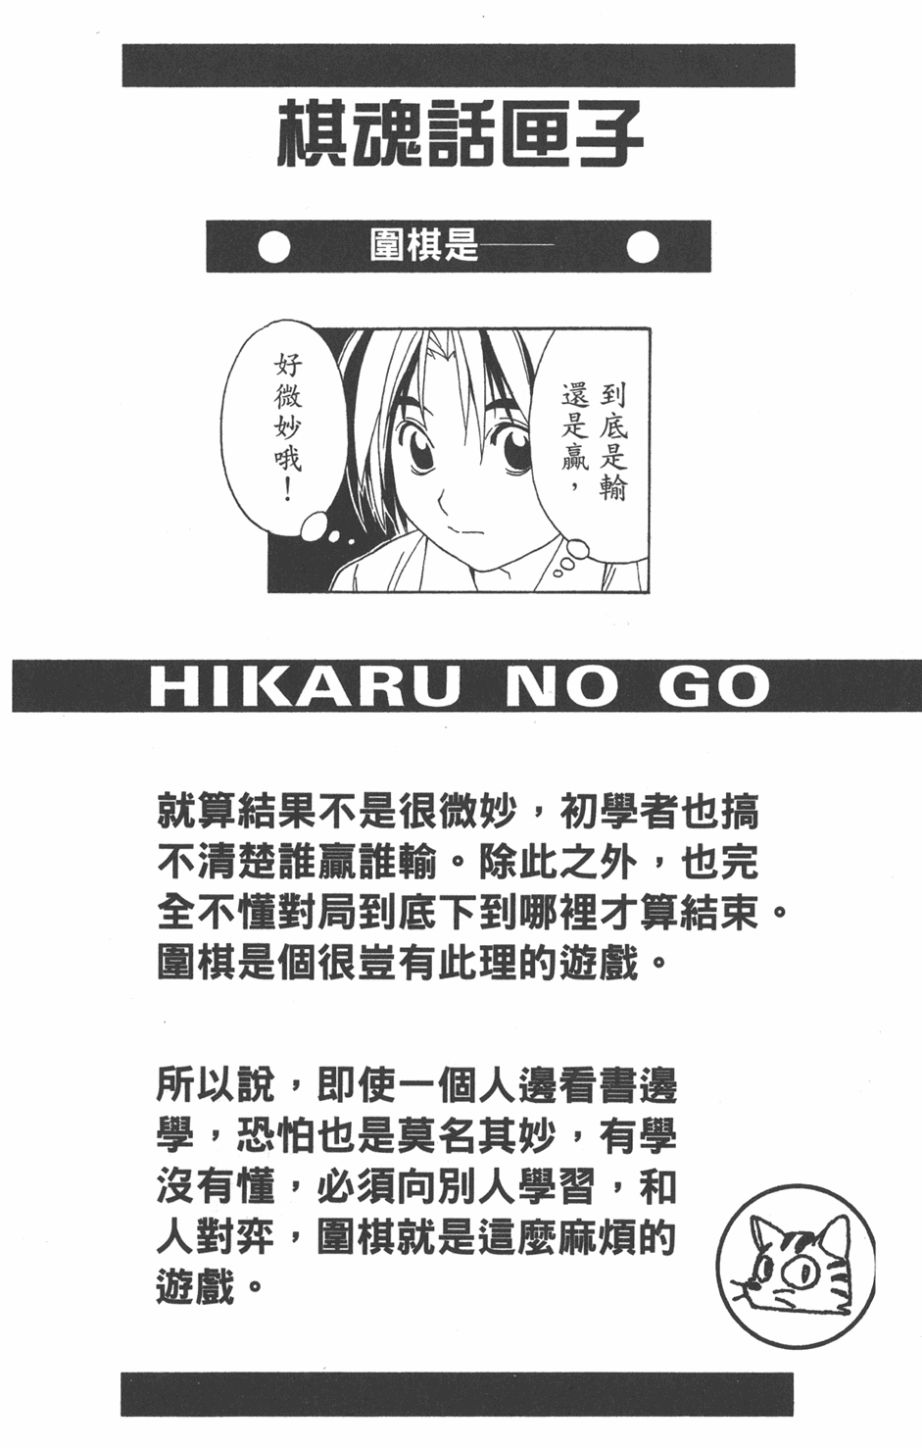 棋魂話匣子
圍棋是——
到底是輸
還是贏，
好微妙哦！
HIKARU NO GO
就算結果不是很微妙，初學者也搞
不清楚誰贏誰輸。除此之外，也完
全不懂對局到底下到哪裡才算結束。
圍棋是個很豈有此理的遊戲。
所以說，即使一個人邊看書邊
學，恐怕也是莫名其妙，有學
沒有懂，必須向別人學習，和
人對弈，圍棋就是這麼麻煩的
遊戲。